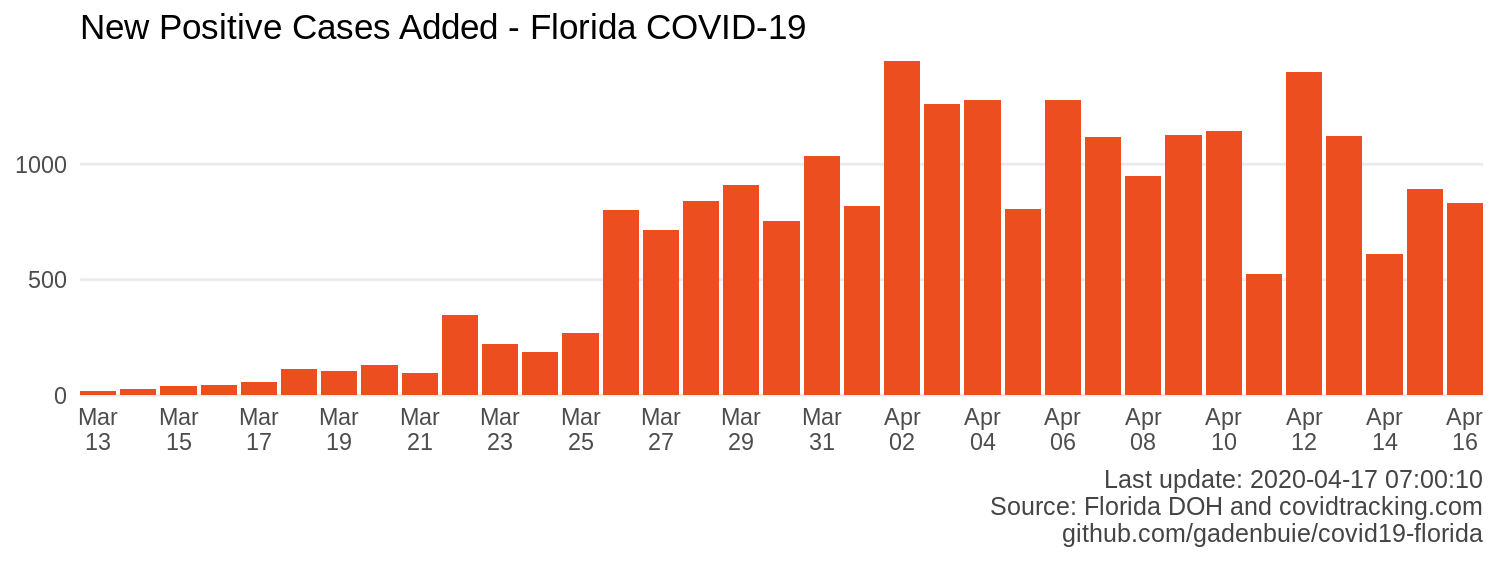 New Positive Cases Added - Florida COVID-19
1000
500
0
Mar Mar Mar Mar Mar Mar Mar Mar Mar Mar Apr Apr Apr Apr Apr Apr Apr Apr
13 15 17 19 21 23 25 27 29 31 02 04 06 08 10 12 14 16
Last update: 2020-04-17 07:00:10
Source: Florida DOH and covidtracking.com
github.com/gadenbuie/covid19-florida